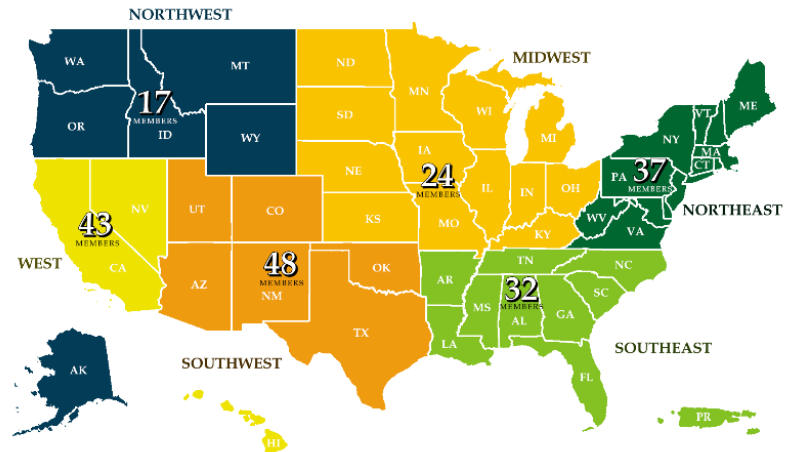 NORTHWEST
MIDWEST
WA
MT
ND
MN
WI
MI
VT
ME
NY
OR
17
MEMBERS
ID
WY
SD
IA
MA
CT
PA
37
MEMBERS
NE
24
MEMBERS
IL
IN
OH
NV
UT
CO
KS
MO
KY
WV
VA
NORTHEAST
43
MEMBERS
WEST
CA
AZ
48
MEMBERS
NM
OK
AR
TN
NC
32
MEMBERS
MS
AL
GA
SC
TX
LA
SOUTHEAST
SOUTHWEST
AK
FL
HI
PR